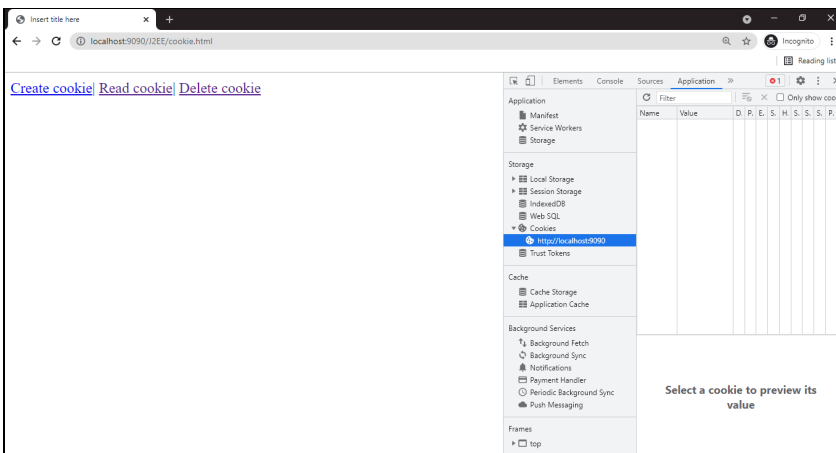 Insert title here
localhost:9090/J2EE/cookie.html
Incognito
Reading list
Create cookie| Read cookie| Delete cookie
Elements Console Sources Application » 1
Application
Manifest
Service Workers
Storage
Storage
Local Storage
Session Storage
IndexedDB
Web SQL
Cookies
http://localhost:9090
Trust Tokens
Cache
Cache Storage
Application Cache
Background Services
Background Fetch
Background Sync
Notifications
Payment Handler
Periodic Background Sync
Push Messaging
Frames
top
Filter
Only show coo
Name Value D. P. E. S. H. S. S. S. P.
Select a cookie to preview its
value